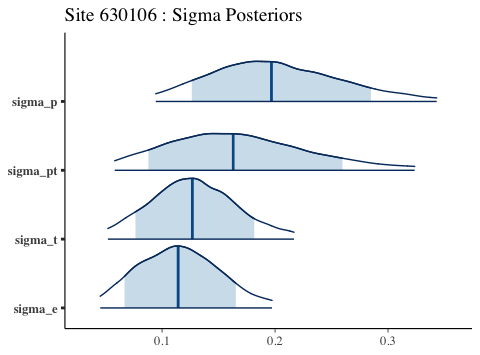 Site 630106 : Sigma Posteriors
sigma_p
sigma_pt
sigma_t
sigma_e
0.1 0.2 0.3